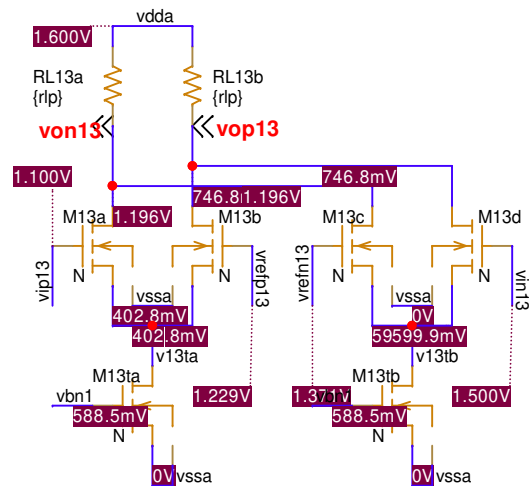 vdda
1.600V
RL13a
{rlp}
RL13b
{rlp}
von13
vop13
1.100V
746.8mV
1.196V
1.196V
M13a
M13b
M13c
M13d
N
N
N
N
vip13
vrefp13
vrefn13
vin13
vssa
vssa
402.8mV
0V
v13ta
v13tb
M13ta
M13tb
vbn1
1.229V
1.500V
588.5mV
588.5mV
N
N
0V
vssa
0V
vssa